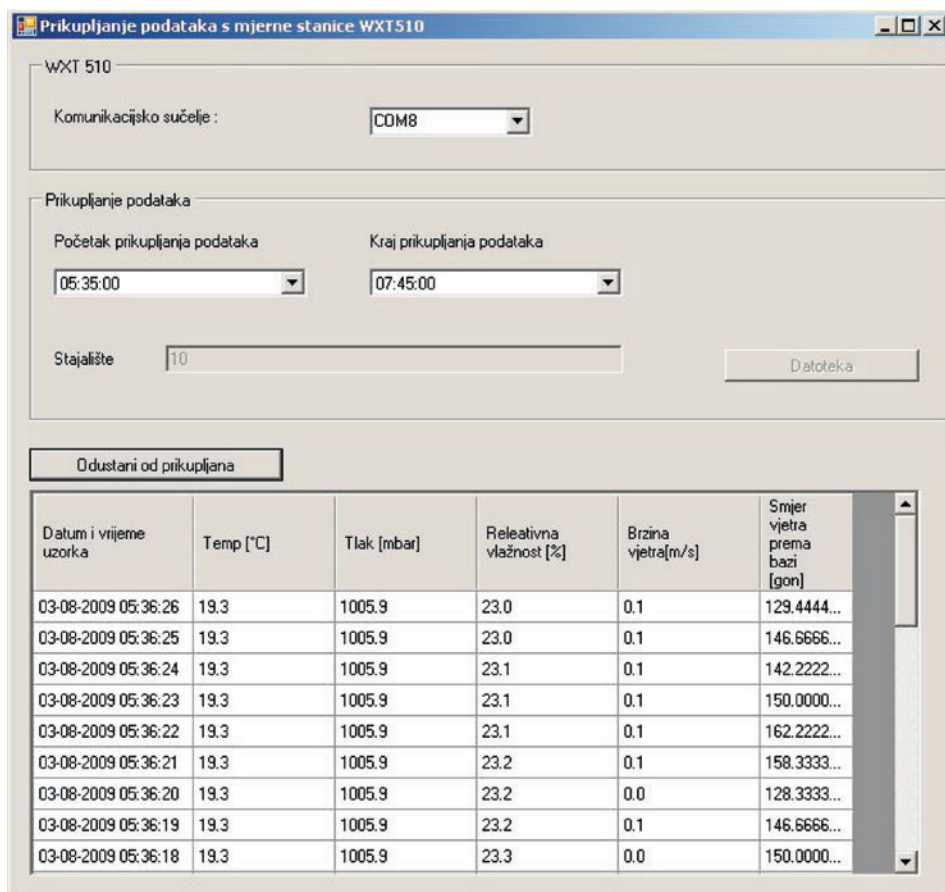 Prikupljanje podataka s mjerne stanice WXT510
WXT 510
Komunikacijsko sučelje :
COM8
Prikupljanje podataka
Početak prikupljanja podataka
Kraj prikupljanja podataka
05:35:00
07:45:00
Stajalište
10
Datoteka
Odustani od prikupljana
Datum i vrijeme uzorka Temp [°C] Tlak [mbar] Releativna vlažnost [%] Brzina vjetra[m/s] Smjer vjetra prema bazi [gon]
03-08-2009 05:36:26 19.3 1005.9 23.0 0.1 129.4444...
03-08-2009 05:36:25 19.3 1005.9 23.0 0.1 146.6666...
03-08-2009 05:36:24 19.3 1005.9 23.1 0.1 142.2222...
03-08-2009 05:36:23 19.3 1005.9 23.1 0.1 150.0000...
03-08-2009 05:36:22 19.3 1005.9 23.1 0.1 162.2222...
03-08-2009 05:36:21 19.3 1005.9 23.2 0.1 158.3333...
03-08-2009 05:36:20 19.3 1005.9 23.2 0.0 128.3333...
03-08-2009 05:36:19 19.3 1005.9 23.2 0.1 146.6666...
03-08-2009 05:36:18 19.3 1005.9 23.3 0.0 150.0000...